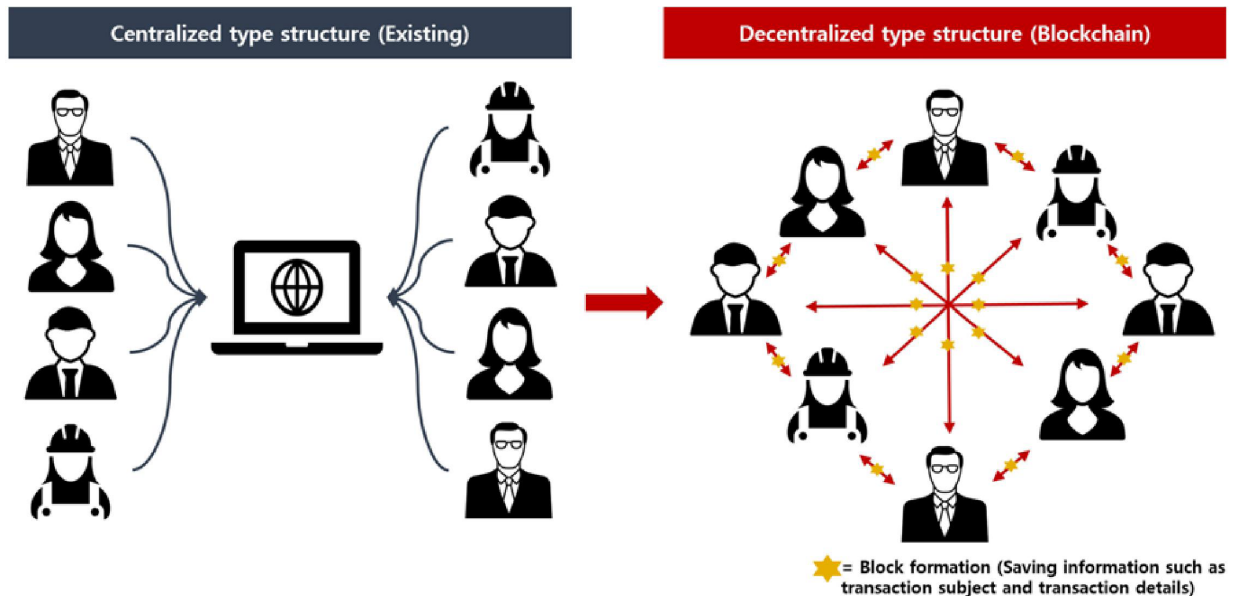 Centralized type structure (Existing)
Decentralized type structure (Blockchain)
= Block formation (Saving information such as
transaction subject and transaction details)